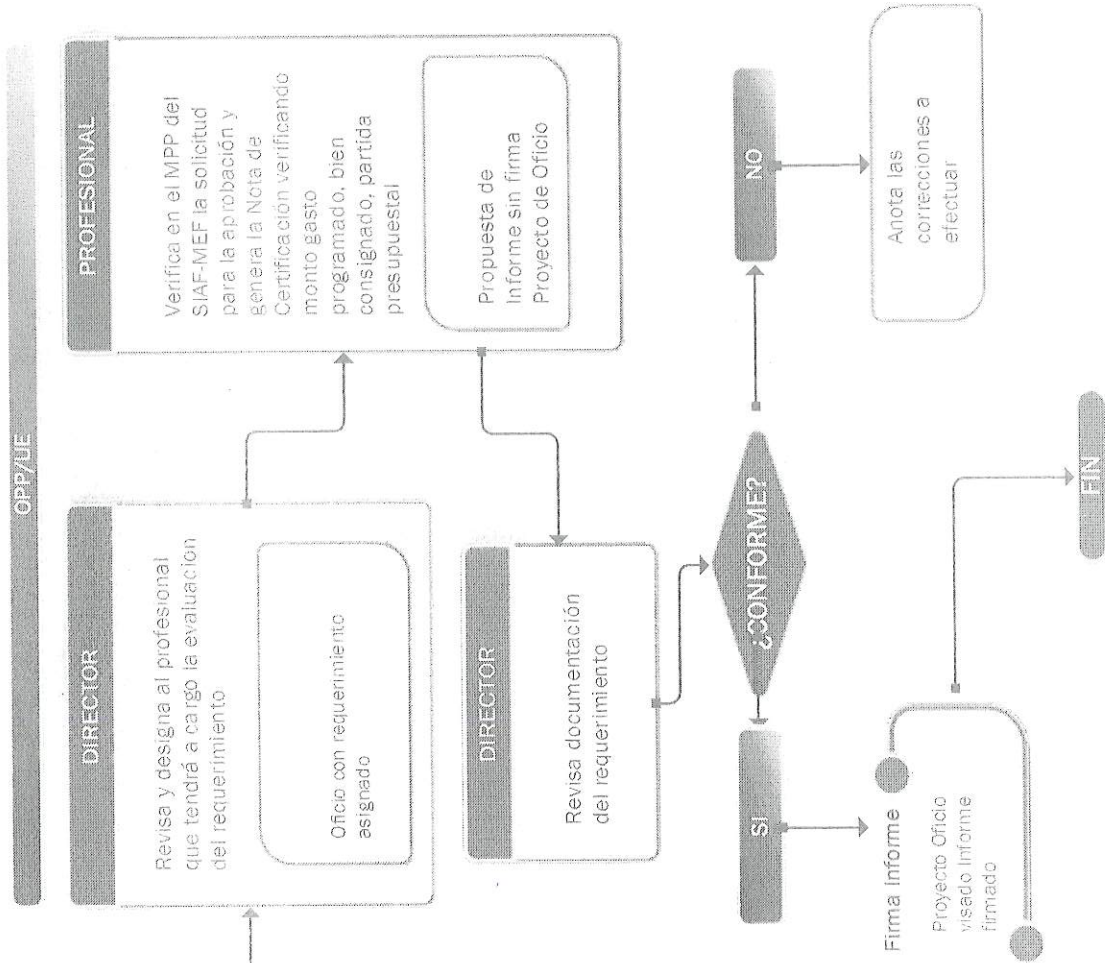 OPP/UE
DIRECTOR
Revisa y designa al profesional
que tendrá a cargo la evaluacion
del requerimiento
Oficio con requerimiento
asignado
PROFESIONAL
Verifica en el MPP del
SIAF-MEF la solicitud
para la aprobación y
genera la Nota de
Certificación verificando
monto gasto
programado, bien
consignado, partida
presupuestal
Propuesta de
Informe sin firma
Proyecto de Oficio
DIRECTOR
Revisa documentación
del requerimiento
¿CONFORME?
SI
NO
Firma Informe
Proyecto Oficio
visado Informe
firmado
Anota las
correcciones a
efectuar
FIN